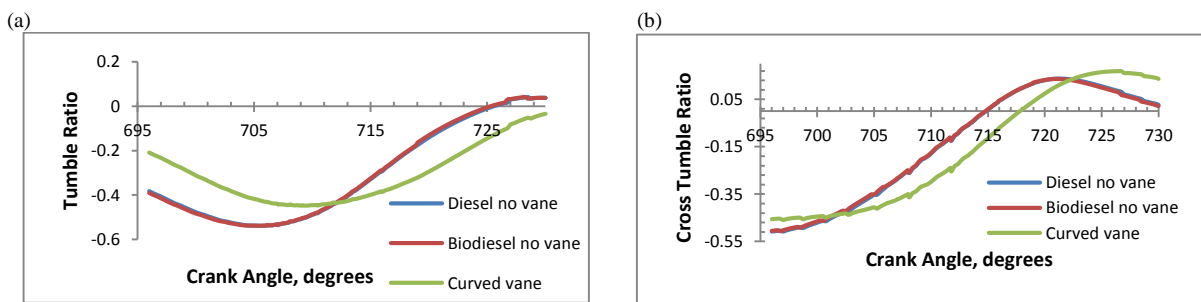 (a)
0.2
0
-0.2
-0.4
-0.6
695
705
715
725
Tumble Ratio
Crank Angle, degrees
Diesel no vane
Biodiesel no vane
Curved vane
(b)
0.05
-0.15
-0.35
-0.55
695
700
705
710
715
720
725
730
Cross Tumble Ratio
Diesel no vane
Biodiesel no vane
Curved vane
Crank Angle, degrees